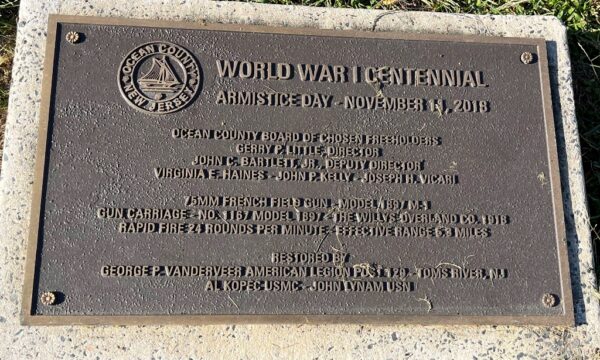 OCEAN COUNTY
NEW JERSEY
WORLD WAR I CENTENNIAL
ARMISTICE DAY - NOVEMBER 11, 2018
OCEAN COUNTY BOARD OF CHOSEN FREEHOLDERS
GERRY P. LITTLE, DIRECTOR
JOHN C. BARTLETT, JR., DEPUTY DIRECTOR
VIRGINIA E. HAINES - JOHN P. KELLY - JOSEPH H. VICARI
75MM FRENCH FIELD GUN - MODEL 1897 M-1
GUN CARRIAGE - NO. 1167 MODEL 1897 - THE WILLYS OVERLAND CO. 1918
RAPID FIRE 24 ROUNDS PER MINUTE - EFFECTIVE RANGE 5.3 MILES
RESTORED BY
GEORGE P. VANDERVEER AMERICAN LEGION POST 129 - TOMS RIVER, NJ
AL KOPEC USMC - JOHN LYNAM USN